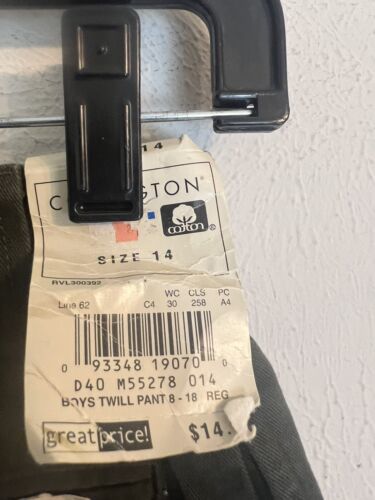 14
GTON
cotton ®
SIZE 14
RVL300392
WC CLS PC
Line 62 C4 30 258 A4
0 93348 19070 0
D40 M55278 014
BOYS TWILL PANT 8 - 18 REG
great price! $14.